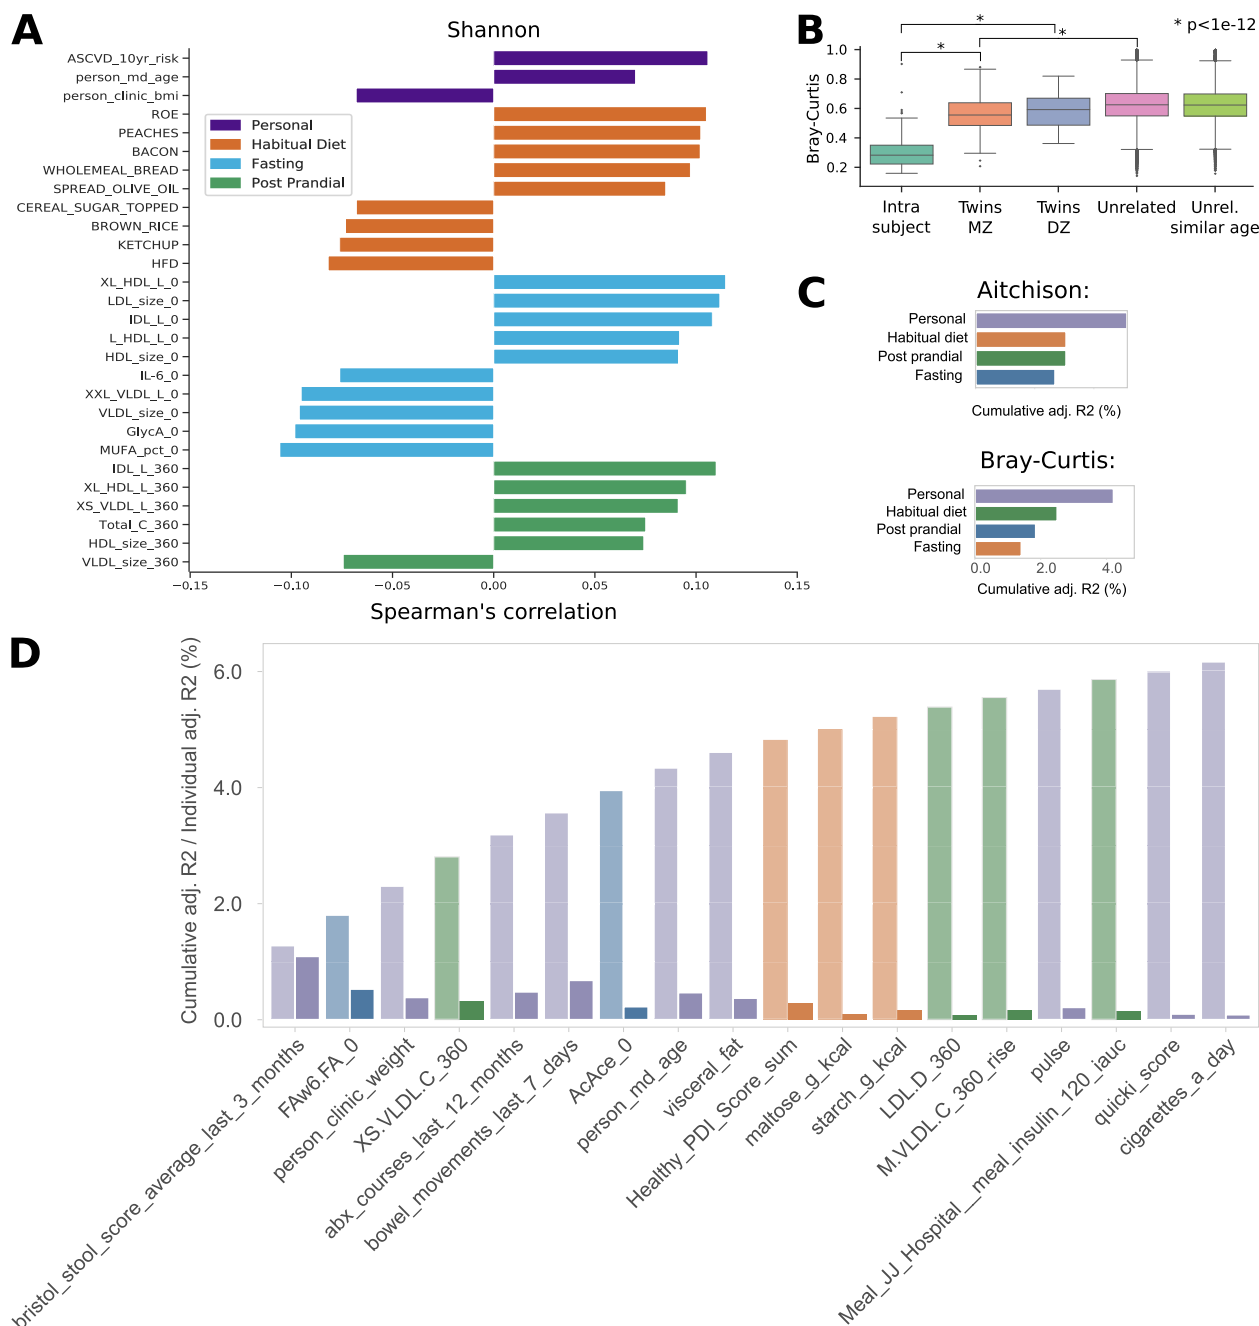 A
Shannon
ASCVD_10yr_risk
person_md_age
person_clinic_bmi
ROE
PEACHES
BACON
WHOLEMEAL_BREAD
SPREAD_OLIVE_OIL
CEREAL_SUGAR_TOPPED
BROWN_RICE
KETCHUP
HFD
XL_HDL_L_0
LDL_size_0
IDL_L_0
L_HDL_L_0
HDL_size_0
IL-6_0
XXL_VLDL_L_0
VLDL_size_0
GlycA_0
MUFA_pct_0
IDL_L_360
XL_HDL_L_360
XS_VLDL_L_360
Total_C_360
HDL_size_360
VLDL_size_360
Personal
Habitual Diet
Fasting
Post Prandial
−0.15
−0.10
−0.05
0.00
0.05
0.10
0.15
Spearman's correlation
B
* p<1e-12
*
*
*
Bray-Curtis
1.0
0.8
0.6
0.4
0.2
Intra
subject
Twins
MZ
Twins
DZ
Unrelated
Unrel.
similar age
C
Aitchison:
Personal
Habitual diet
Post prandial
Fasting
Cumulative adj. R2 (%)
Bray-Curtis:
Personal
Habitual diet
Post prandial
Fasting
0.0
2.0
4.0
Cumulative adj. R2 (%)
D
Cumulative adj. R2 / Individual adj. R2 (%)
6.0
4.0
2.0
0.0
bristol_stool_score_average_last_3_months
FAw6.FA_0
person_clinic_weight
XS.VLDL.C_360
abx_courses_last_12_months
bowel_movements_last_7_days
AcAce_0
person_md_age
visceral_fat
Healthy_PDI_Score_sum
maltose_g_kcal
starch_g_kcal
LDLD_360
M.VLDL.C_360_rise
pulse
Meal_JJ_Hospital__meal_insulin_120_iauc
quicki_score
cigarettes_a_day